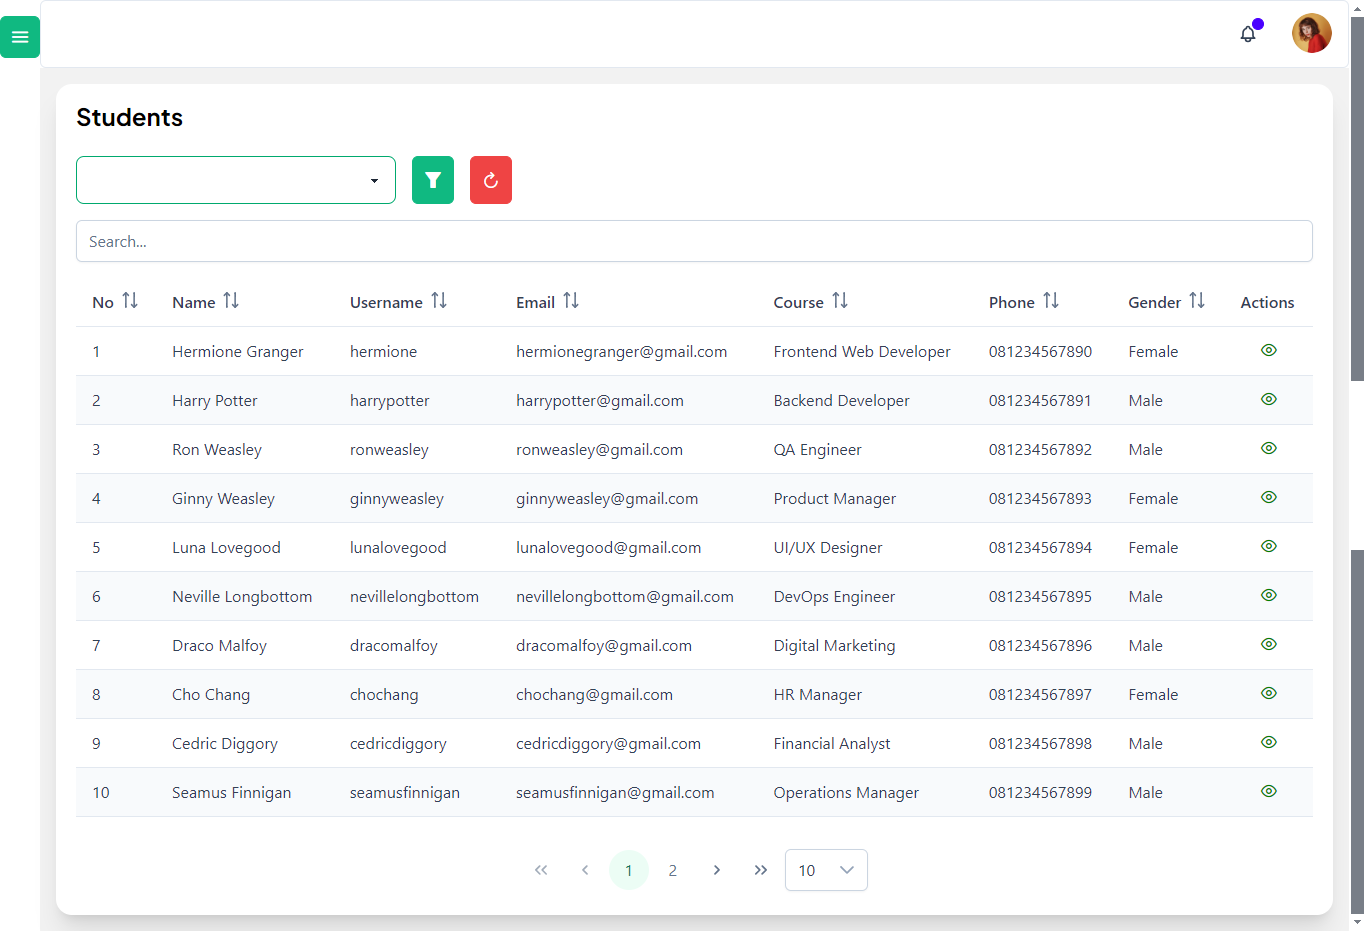 Students
Search...
No Name Username Email Course Phone Gender Actions
1 Hermione Granger hermione hermionegranger@gmail.com Frontend Web Developer 081234567890 Female
2 Harry Potter harrypotter harrypotter@gmail.com Backend Developer 081234567891 Male
3 Ron Weasley ronweasley ronweasley@gmail.com QA Engineer 081234567892 Male
4 Ginny Weasley ginnyweasley ginnyweasley@gmail.com Product Manager 081234567893 Female
5 Luna Lovegood lunalovegood lunalovegood@gmail.com UI/UX Designer 081234567894 Female
6 Neville Longbottom nevillelongbottom nevillelongbottom@gmail.com DevOps Engineer 081234567895 Male
7 Draco Malfoy dracomalfoy dracomalfoy@gmail.com Digital Marketing 081234567896 Male
8 Cho Chang chochang chochang@gmail.com HR Manager 081234567897 Female
9 Cedric Diggory cedricdiggory cedricdiggory@gmail.com Financial Analyst 081234567898 Male
10 Seamus Finnigan seamusfinnigan seamusfinnigan@gmail.com Operations Manager 081234567899 Male
1 2 10